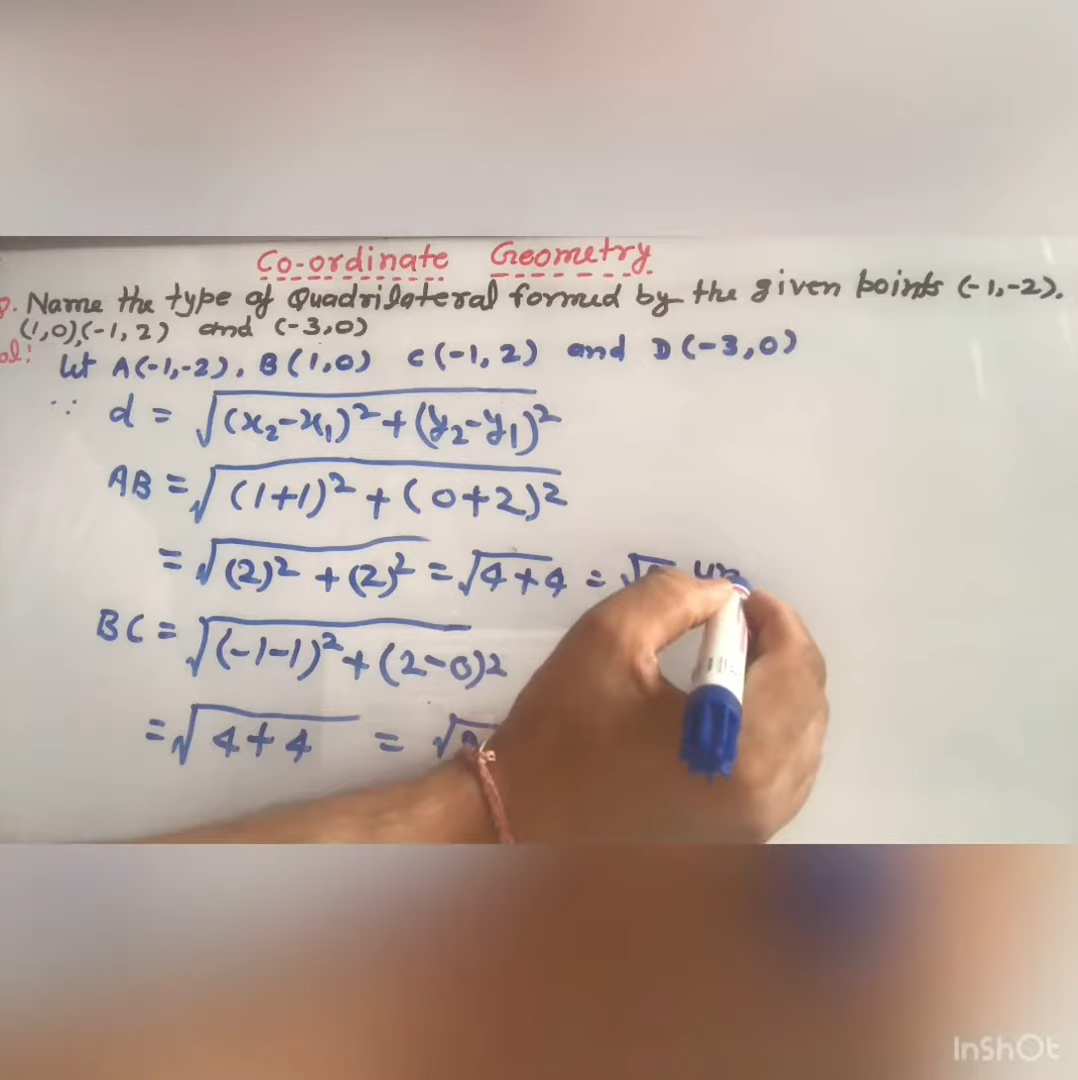 Co-ordinate Geometry
Name the type of Quadrilateral formed by the given points (-1,-2).
(1,0),(-1,2) and (-3,0)
Let A(-1,-2), B(1,0) C(-1,2) and D(-3,0)
∵ d = √(x₂-x₁)²+(y₂-y₁)²
AB = √(1+1)²+(0+2)²
= √(2)²+(2)² = √4+4 =
BC = √(-1-1)²+(2-0)2
= √4+4 =
InShOt